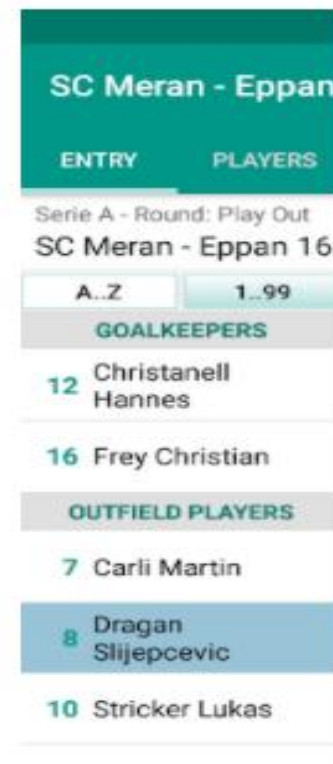 SC Meran - Eppan
ENTRY PLAYERS
Serie A - Round: Play Out
SC Meran - Eppan 16
A..Z 1..99
GOALKEEPERS
12 Christanell
Hannes
16 Frey Christian
OUTFIELD PLAYERS
7 Carli Martin
8 Dragan
Slijepcevic
10 Stricker Lukas